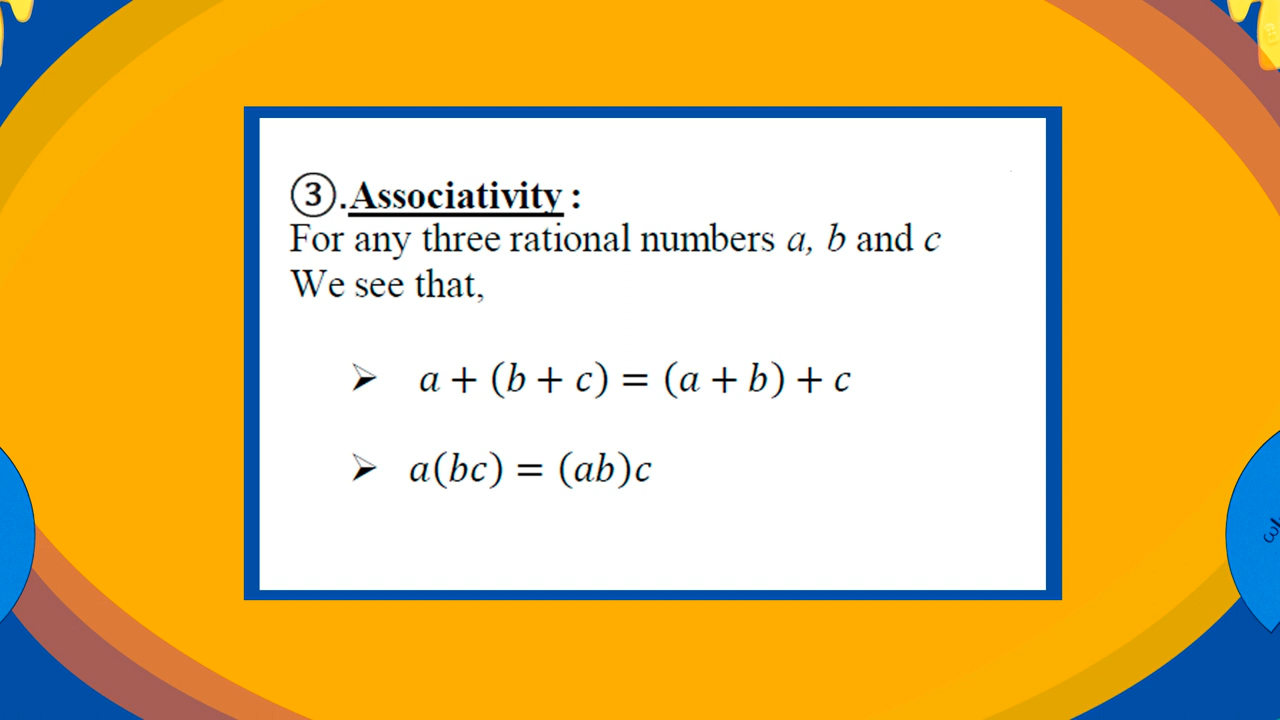 ③.Associativity :
For any three rational numbers a, b and c
We see that,
➢ a + (b + c) = (a + b) + c
➢ a(bc) = (ab)c